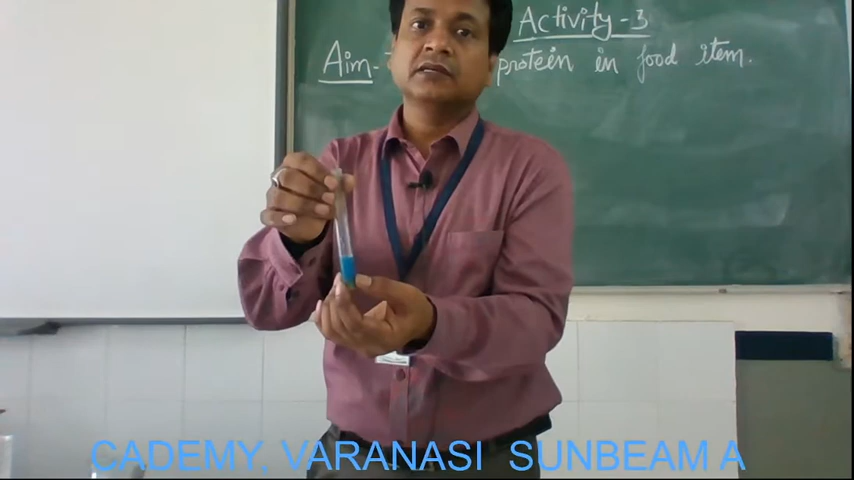 Activity-3
Aim- protein in food item.
CADEMY, VARANASI SUNBEAM A